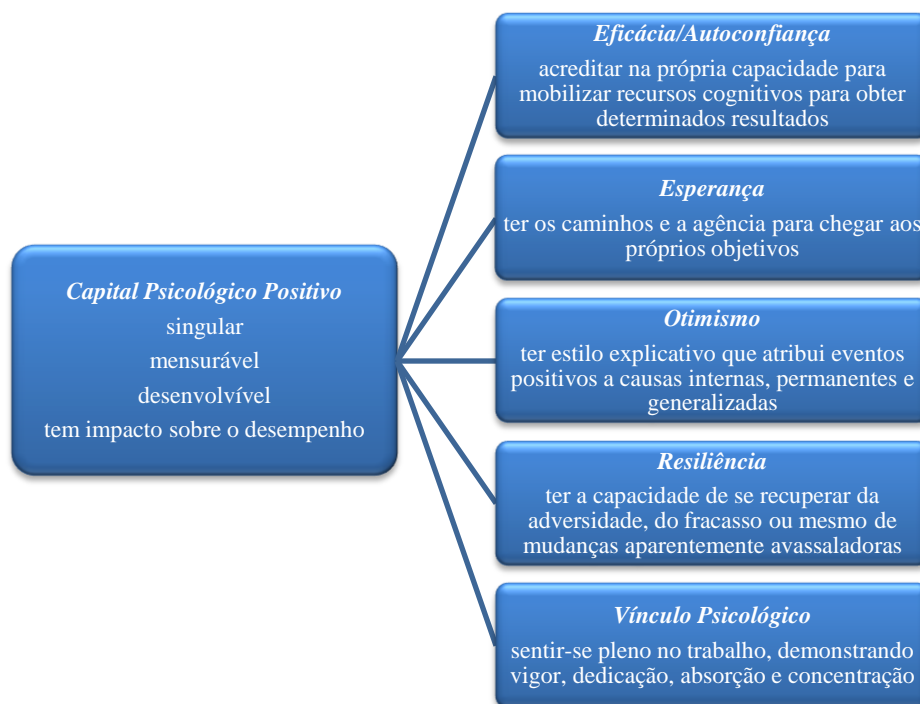 Capital Psicológico Positivo
singular
mensurável
desenvolvível
tem impacto sobre o desempenho
Eficácia/Autoconfiança
acreditar na própria capacidade para
mobilizar recursos cognitivos para obter
determinados resultados
Esperança
ter os caminhos e a agência para chegar aos
próprios objetivos
Otimismo
ter estilo explicativo que atribui eventos
positivos a causas internas, permanentes e
generalizadas
Resiliência
ter a capacidade de se recuperar da
adversidade, do fracasso ou mesmo de
mudanças aparentemente avassaladoras
Vínculo Psicológico
sentir-se pleno no trabalho, demonstrando
vigor, dedicação, absorção e concentração